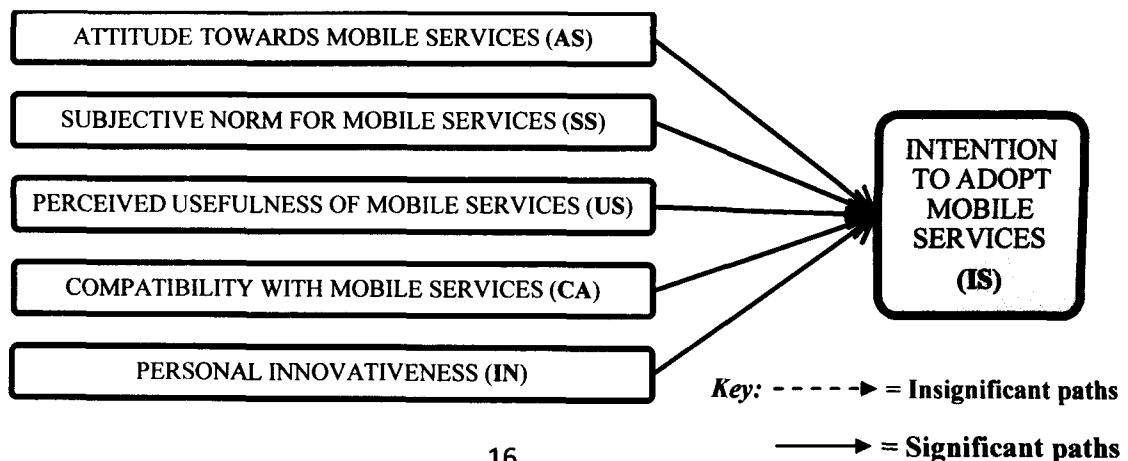 ATTITUDE TOWARDS MOBILE SERVICES (AS)
SUBJECTIVE NORM FOR MOBILE SERVICES (SS)
PERCEIVED USEFULNESS OF MOBILE SERVICES (US)
COMPATIBILITY WITH MOBILE SERVICES (CA)
PERSONAL INNOVATIVENESS (IN)
INTENTION
TO ADOPT
MOBILE
SERVICES
(IS)
Key: = Insignificant paths
= Significant paths
16